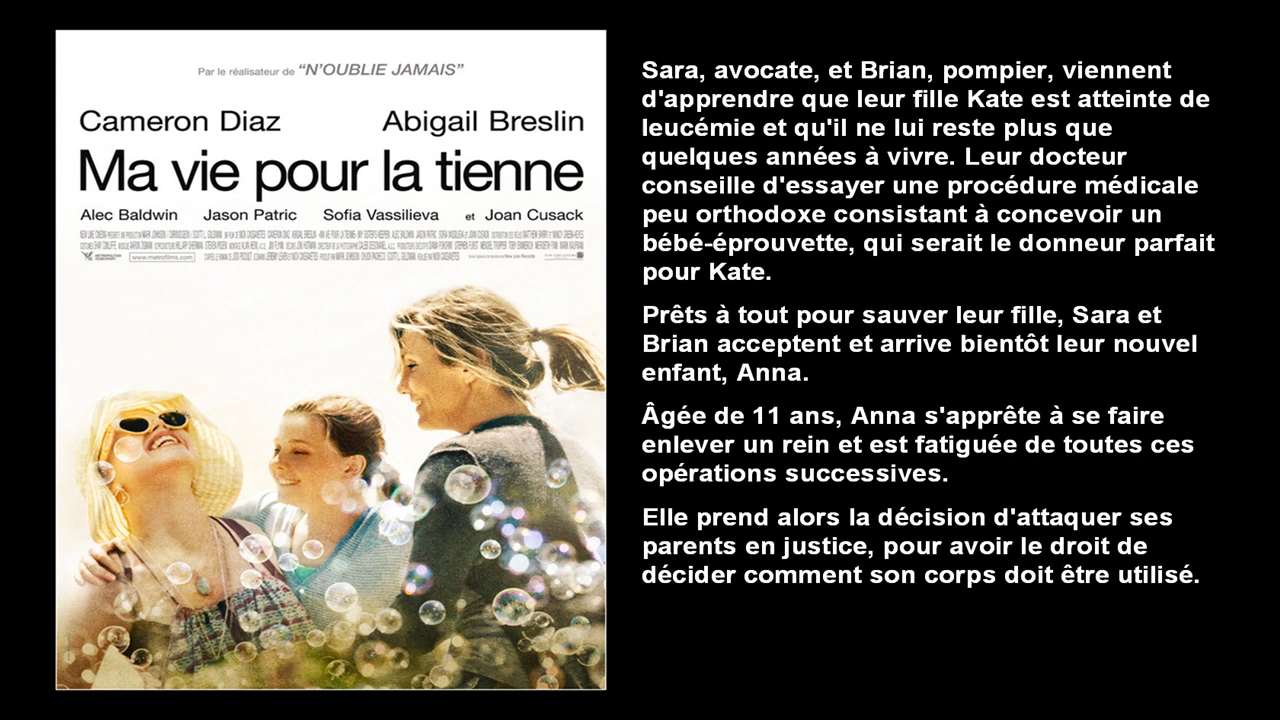 Par le réalisateur de “N'OUBLIE JAMAIS”
Cameron Diaz Abigail Breslin
Ma vie pour la tienne
Alec Baldwin Jason Patric Sofia Vassilieva et Joan Cusack
www.metrofilms.com
Sara, avocate, et Brian, pompier, viennent
d'apprendre que leur fille Kate est atteinte de
leucémie et qu'il ne lui reste plus que
quelques années à vivre. Leur docteur
conseille d'essayer une procédure médicale
peu orthodoxe consistant à concevoir un
bébé-éprouvette, qui serait le donneur parfait
pour Kate.
Prêts à tout pour sauver leur fille, Sara et
Brian acceptent et arrive bientôt leur nouvel
enfant, Anna.
Âgée de 11 ans, Anna s'apprête à se faire
enlever un rein et est fatiguée de toutes ces
opérations successives.
Elle prend alors la décision d'attaquer ses
parents en justice, pour avoir le droit de
décider comment son corps doit être utilisé.